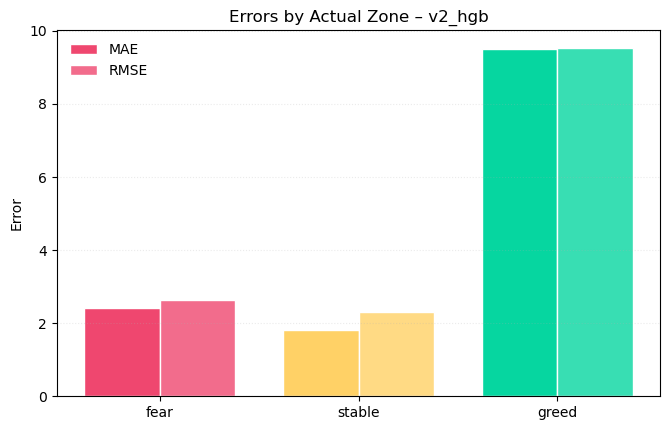 Errors by Actual Zone – v2_hgb
MAE
RMSE
Error
10
8
6
4
2
0
fear
stable
greed